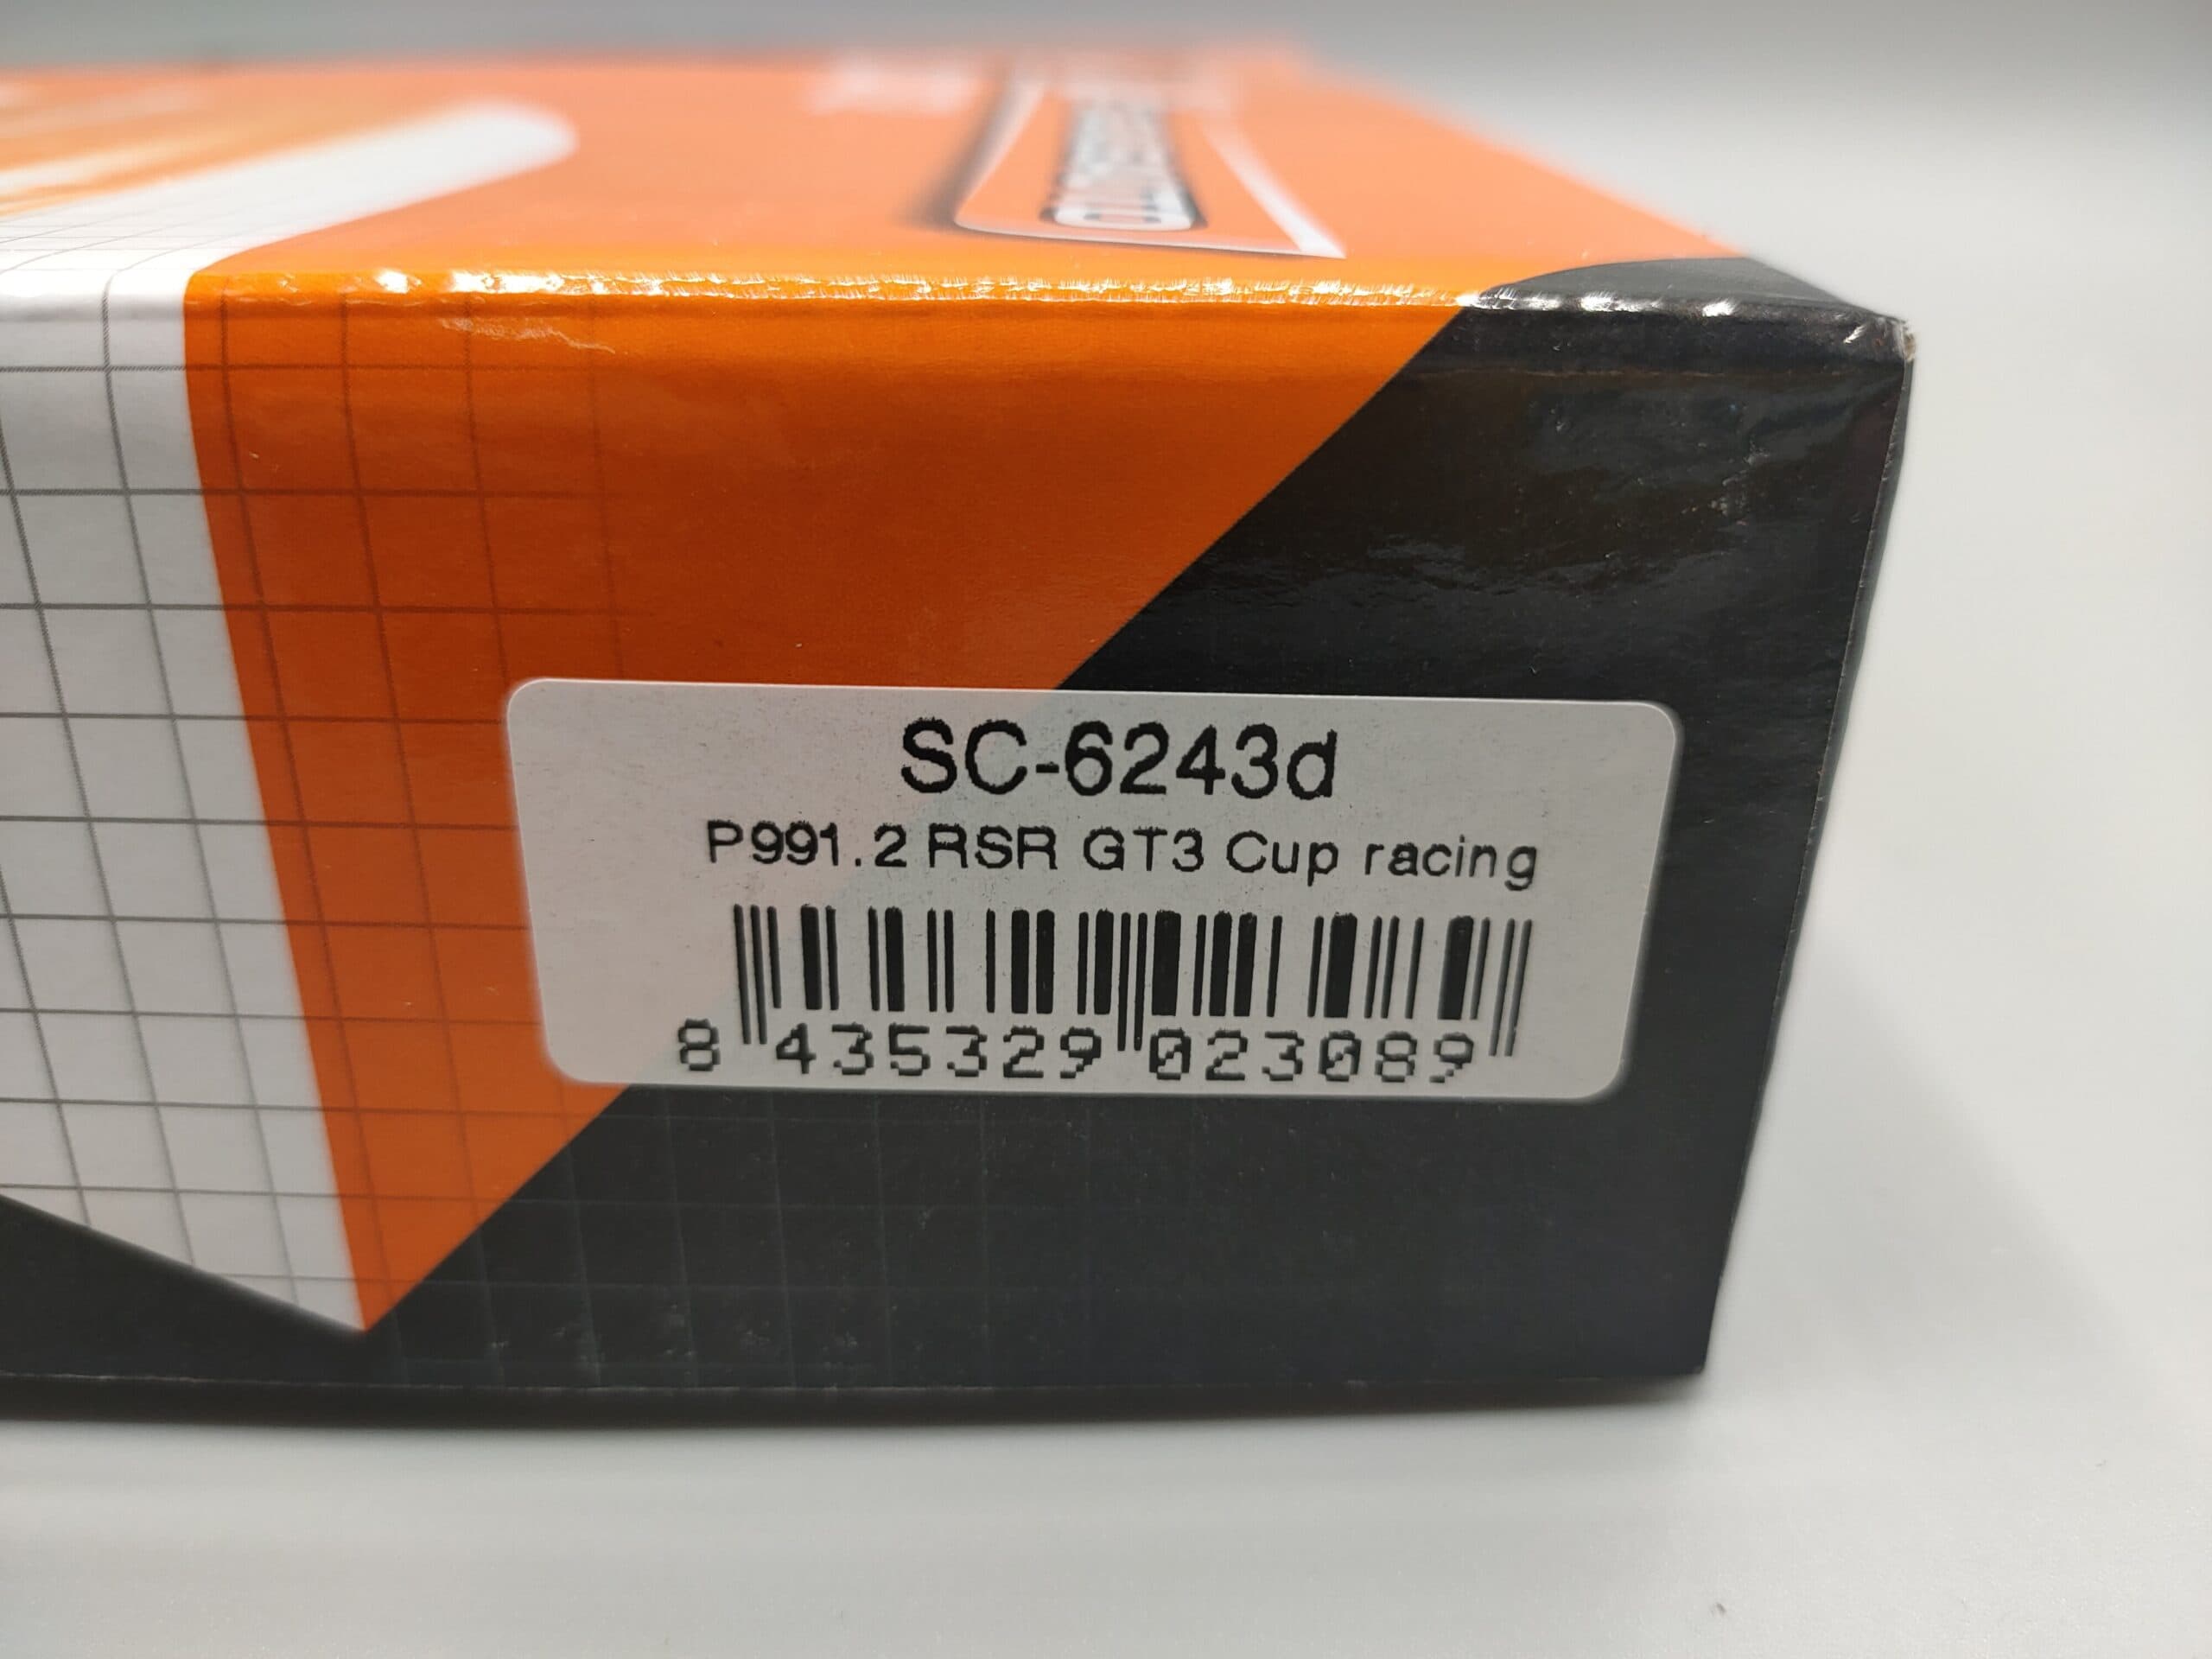 SC-6243d
P991.2 RSR GT3 Cup racing
8 435329 023089